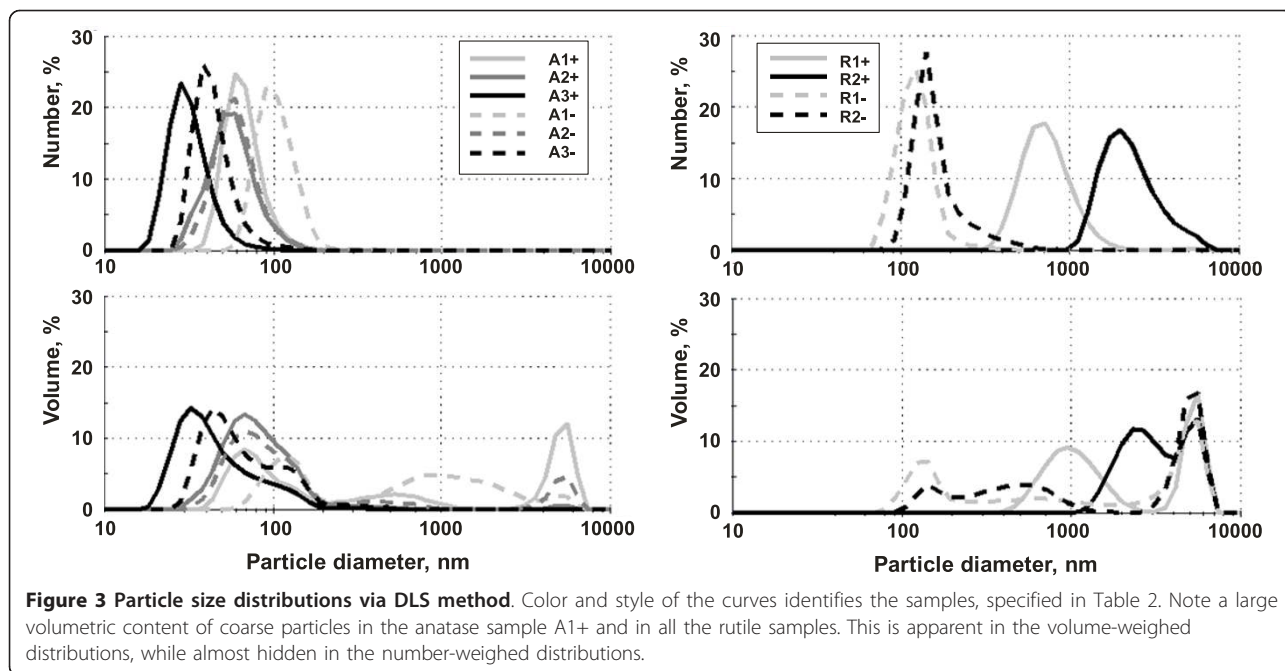 30
20
10
0
Number, %
A1+
A2+
A3+
A1-
A2-
A3-
10 100 1000 10000
30
20
10
0
Number, %
R1+
R2+
R1-
R2-
10 100 1000 10000
30
20
10
0
Volume, %
10 100 1000 10000
Particle diameter, nm
30
20
10
0
Volume, %
10 100 1000 10000
Particle diameter, nm
Figure 3 Particle size distributions via DLS method. Color and style of the curves identifies the samples, specified in Table 2. Note a large
volumetric content of coarse particles in the anatase sample A1+ and in all the rutile samples. This is apparent in the volume-weighed
distributions, while almost hidden in the number-weighed distributions.